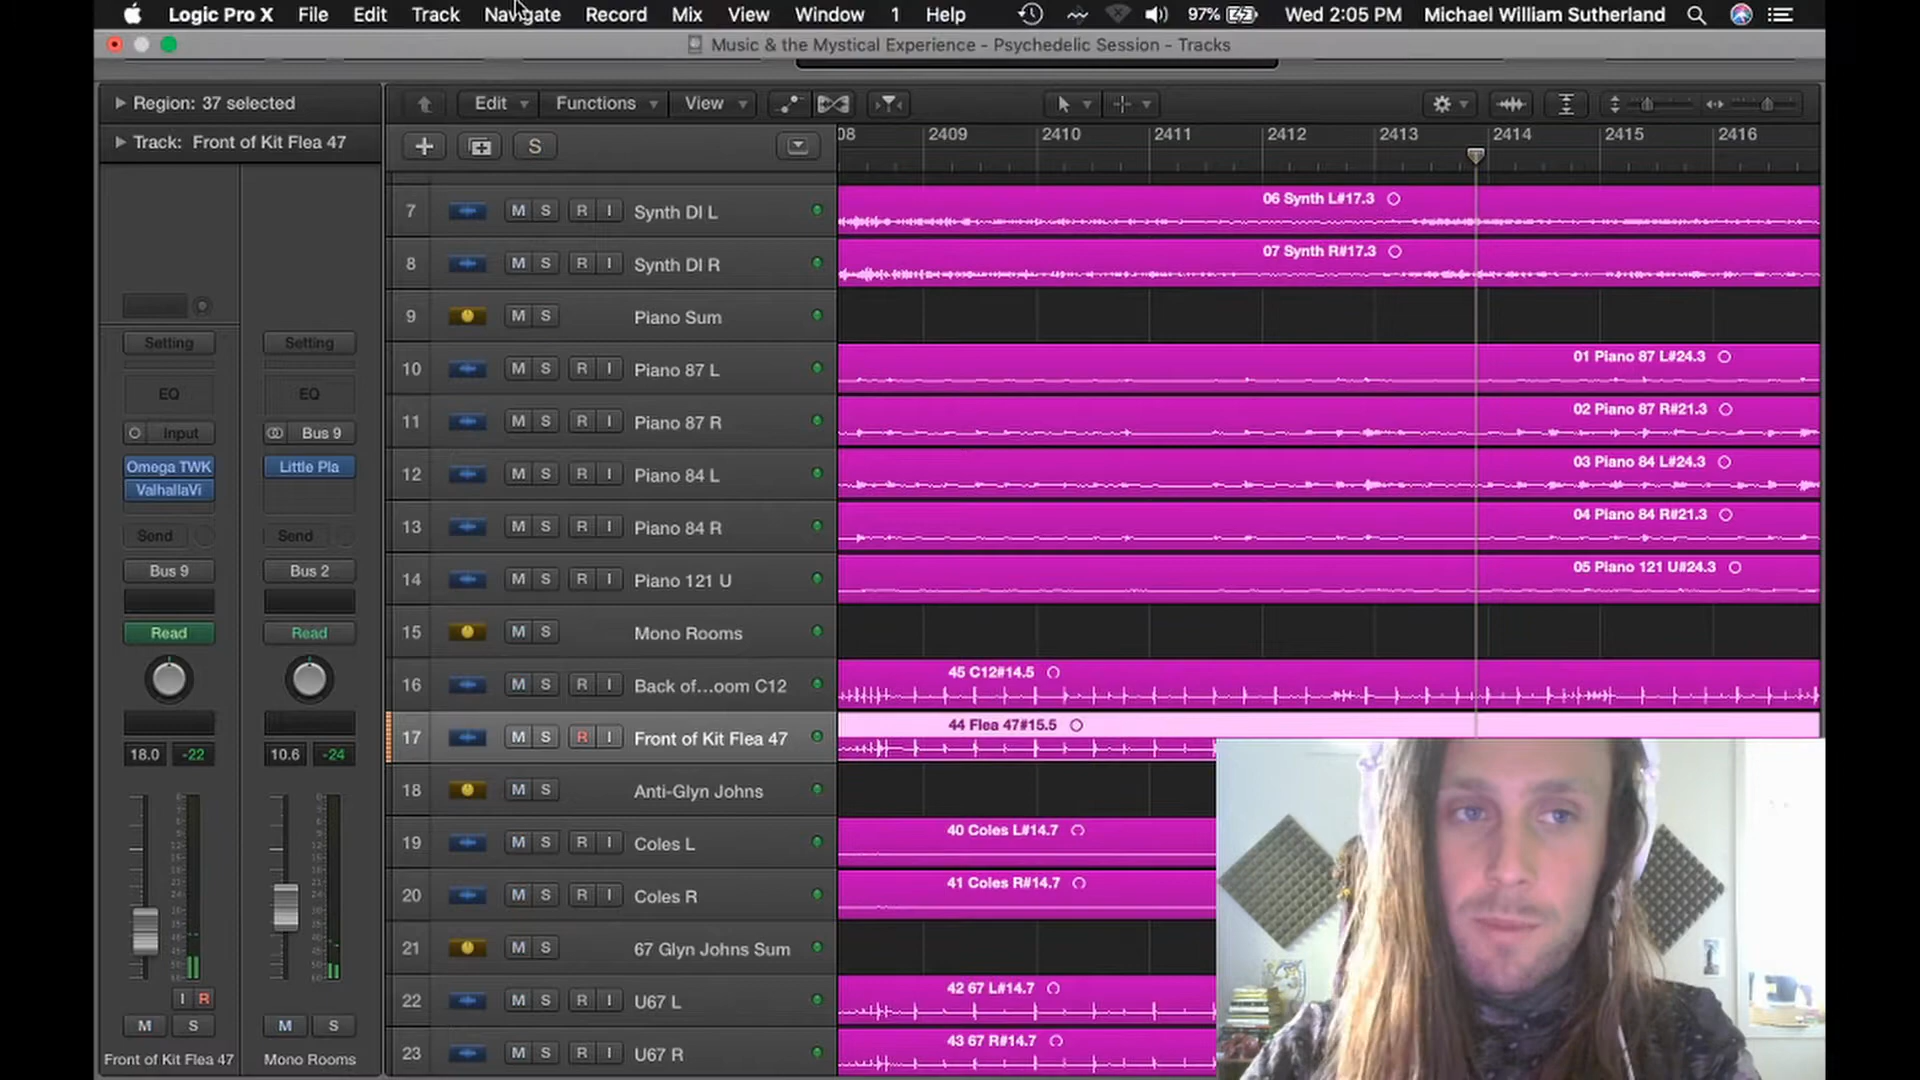 Logic Pro X File Edit Track Navigate Record Mix View Window 1 Help 97% Wed 2:05 PM Michael William Sutherland
Music & the Mystical Experience - Psychedelic Session - Tracks
Region: 37 selected Edit Functions View
Track: Front of Kit Flea 47
S
08 2409 2410 2411 2412 2413 2414 2415 2416
7 M S R I Synth DI L 06 Synth L#17.3
8 M S R I Synth DI R 07 Synth R#17.3
9 M S Piano Sum
10 M S R I Piano 87 L 01 Piano 87 L#24.3
11 M S R I Piano 87 R 02 Piano 87 R#21.3
12 M S R I Piano 84 L 03 Piano 84 L#24.3
13 M S R I Piano 84 R 04 Piano 84 R#21.3
14 M S R I Piano 121 U 05 Piano 121 U#24.3
15 M S Mono Rooms
16 M S R I Back of...oom C12 45 C12#14.5
17 M S R I Front of Kit Flea 47 44 Flea 47#15.5
18 M S Anti-Glyn Johns
19 M S R I Coles L 40 Coles L#14.7
20 M S R I Coles R 41 Coles R#14.7
21 M S 67 Glyn Johns Sum
22 M S R I U67 L 42 67 L#14.7
23 M S R I U67 R 43 67 R#14.7
Setting Setting
EQ EQ
Input Bus 9
Omega TWK Little Pla
ValhallaVi
Send Send
Bus 9 Bus 2
Read Read
18.0 -22 10.6 -24
I R
M S M S
Front of Kit Flea 47 Mono Rooms